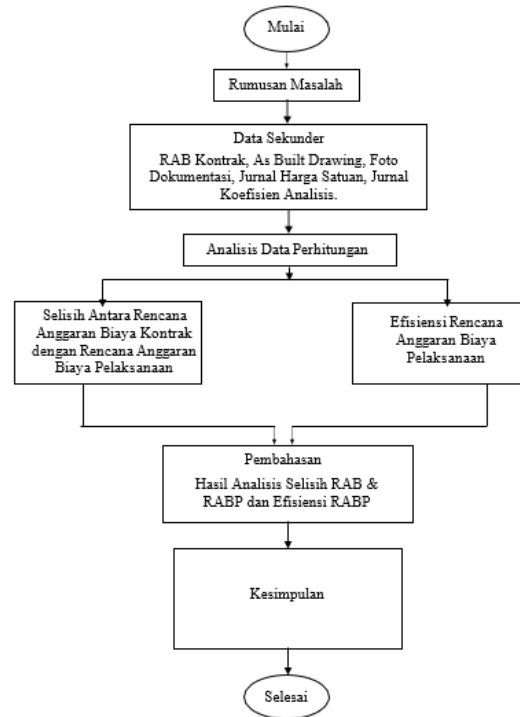 Mulai
Rumusan Masalah
Data Sekunder
RAB Kontrak, As Built Drawing, Foto
Dokumentasi, Jurnal Harga Satuan, Jurnal
Koefisien Analisis.
Analisis Data Perhitungan
Selisih Antara Rencana
Anggaran Biaya Kontrak
dengan Rencana Anggaran
Biaya Pelaksanaan
Efisiensi Rencana
Anggaran Biaya
Pelaksanaan
Pembahasan
Hasil Analisis Selisih RAB &
RABP dan Efisiensi RABP
Kesimpulan
Selesai